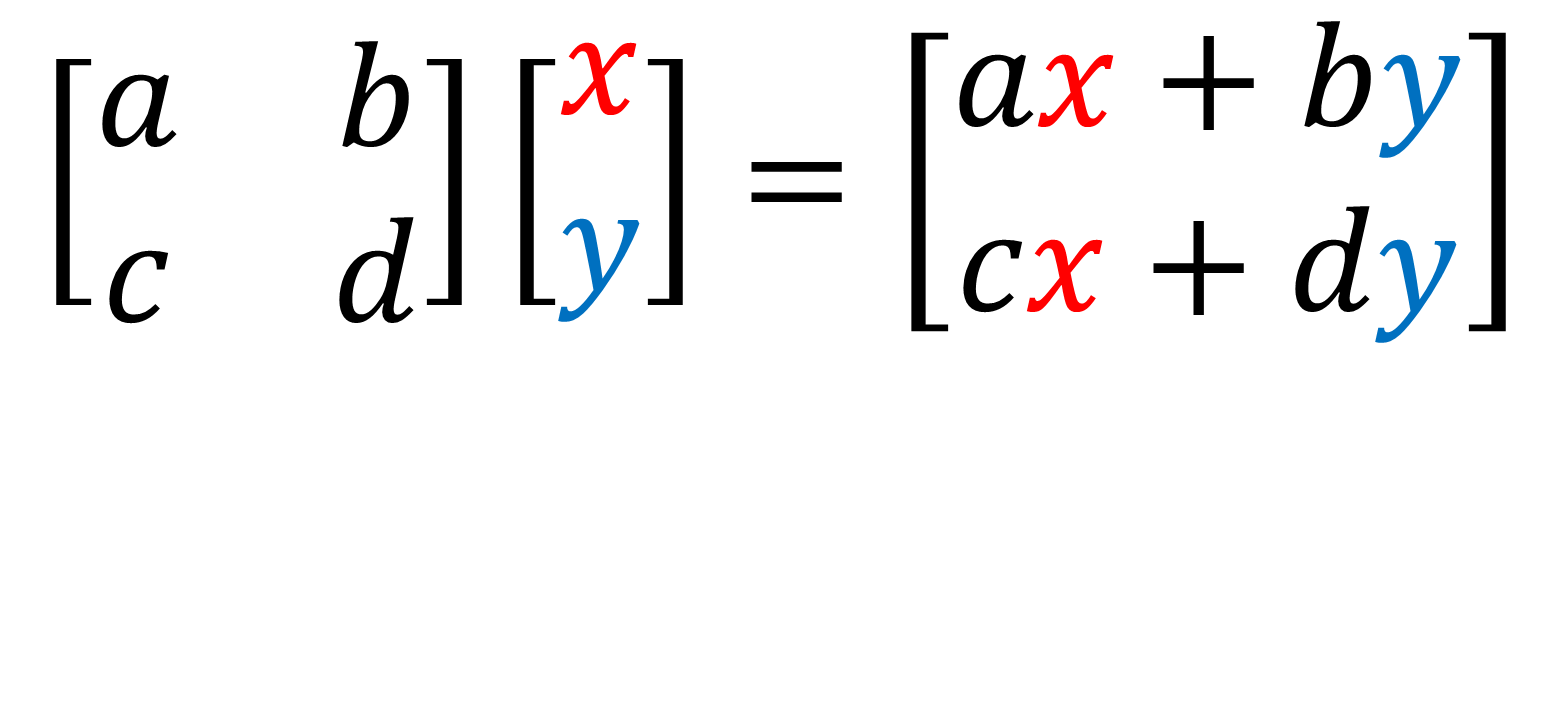 [a b] [x] = [ax + by]
[c d] [y] [cx + dy]